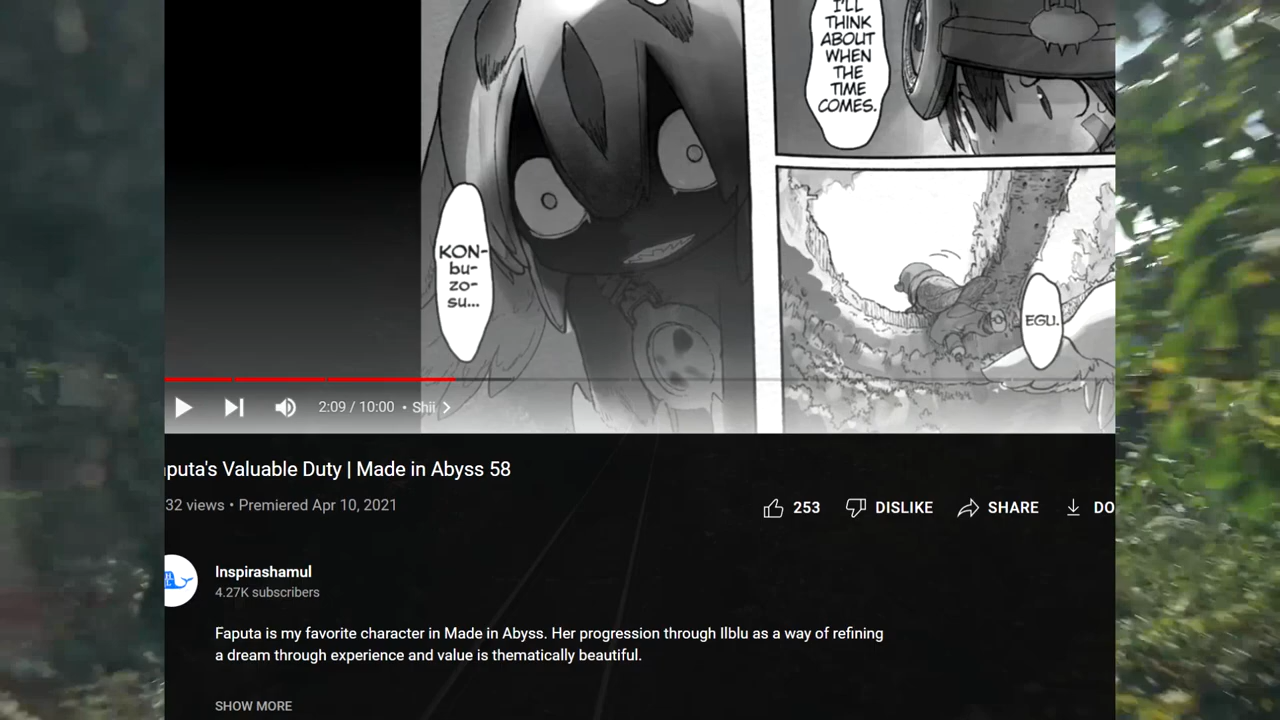 I'LL
THINK
ABOUT
WHEN
THE
TIME
COMES.
KON-
bu-
zo-
su...
EGU.
2:09 / 10:00 • Shii
aputa's Valuable Duty | Made in Abyss 58
32 views • Premiered Apr 10, 2021
253 DISLIKE SHARE DO
Inspirashamul
4.27K subscribers
Faputa is my favorite character in Made in Abyss. Her progression through Ilblu as a way of refining
a dream through experience and value is thematically beautiful.
SHOW MORE